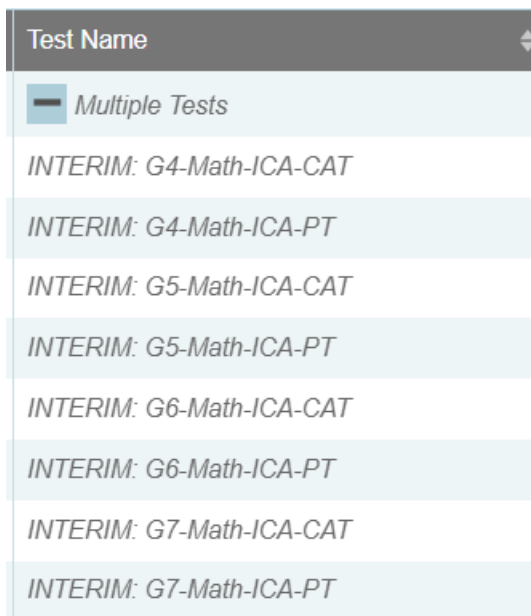 Test Name
Multiple Tests
INTERIM: G4-Math-ICA-CAT
INTERIM: G4-Math-ICA-PT
INTERIM: G5-Math-ICA-CAT
INTERIM: G5-Math-ICA-PT
INTERIM: G6-Math-ICA-CAT
INTERIM: G6-Math-ICA-PT
INTERIM: G7-Math-ICA-CAT
INTERIM: G7-Math-ICA-PT